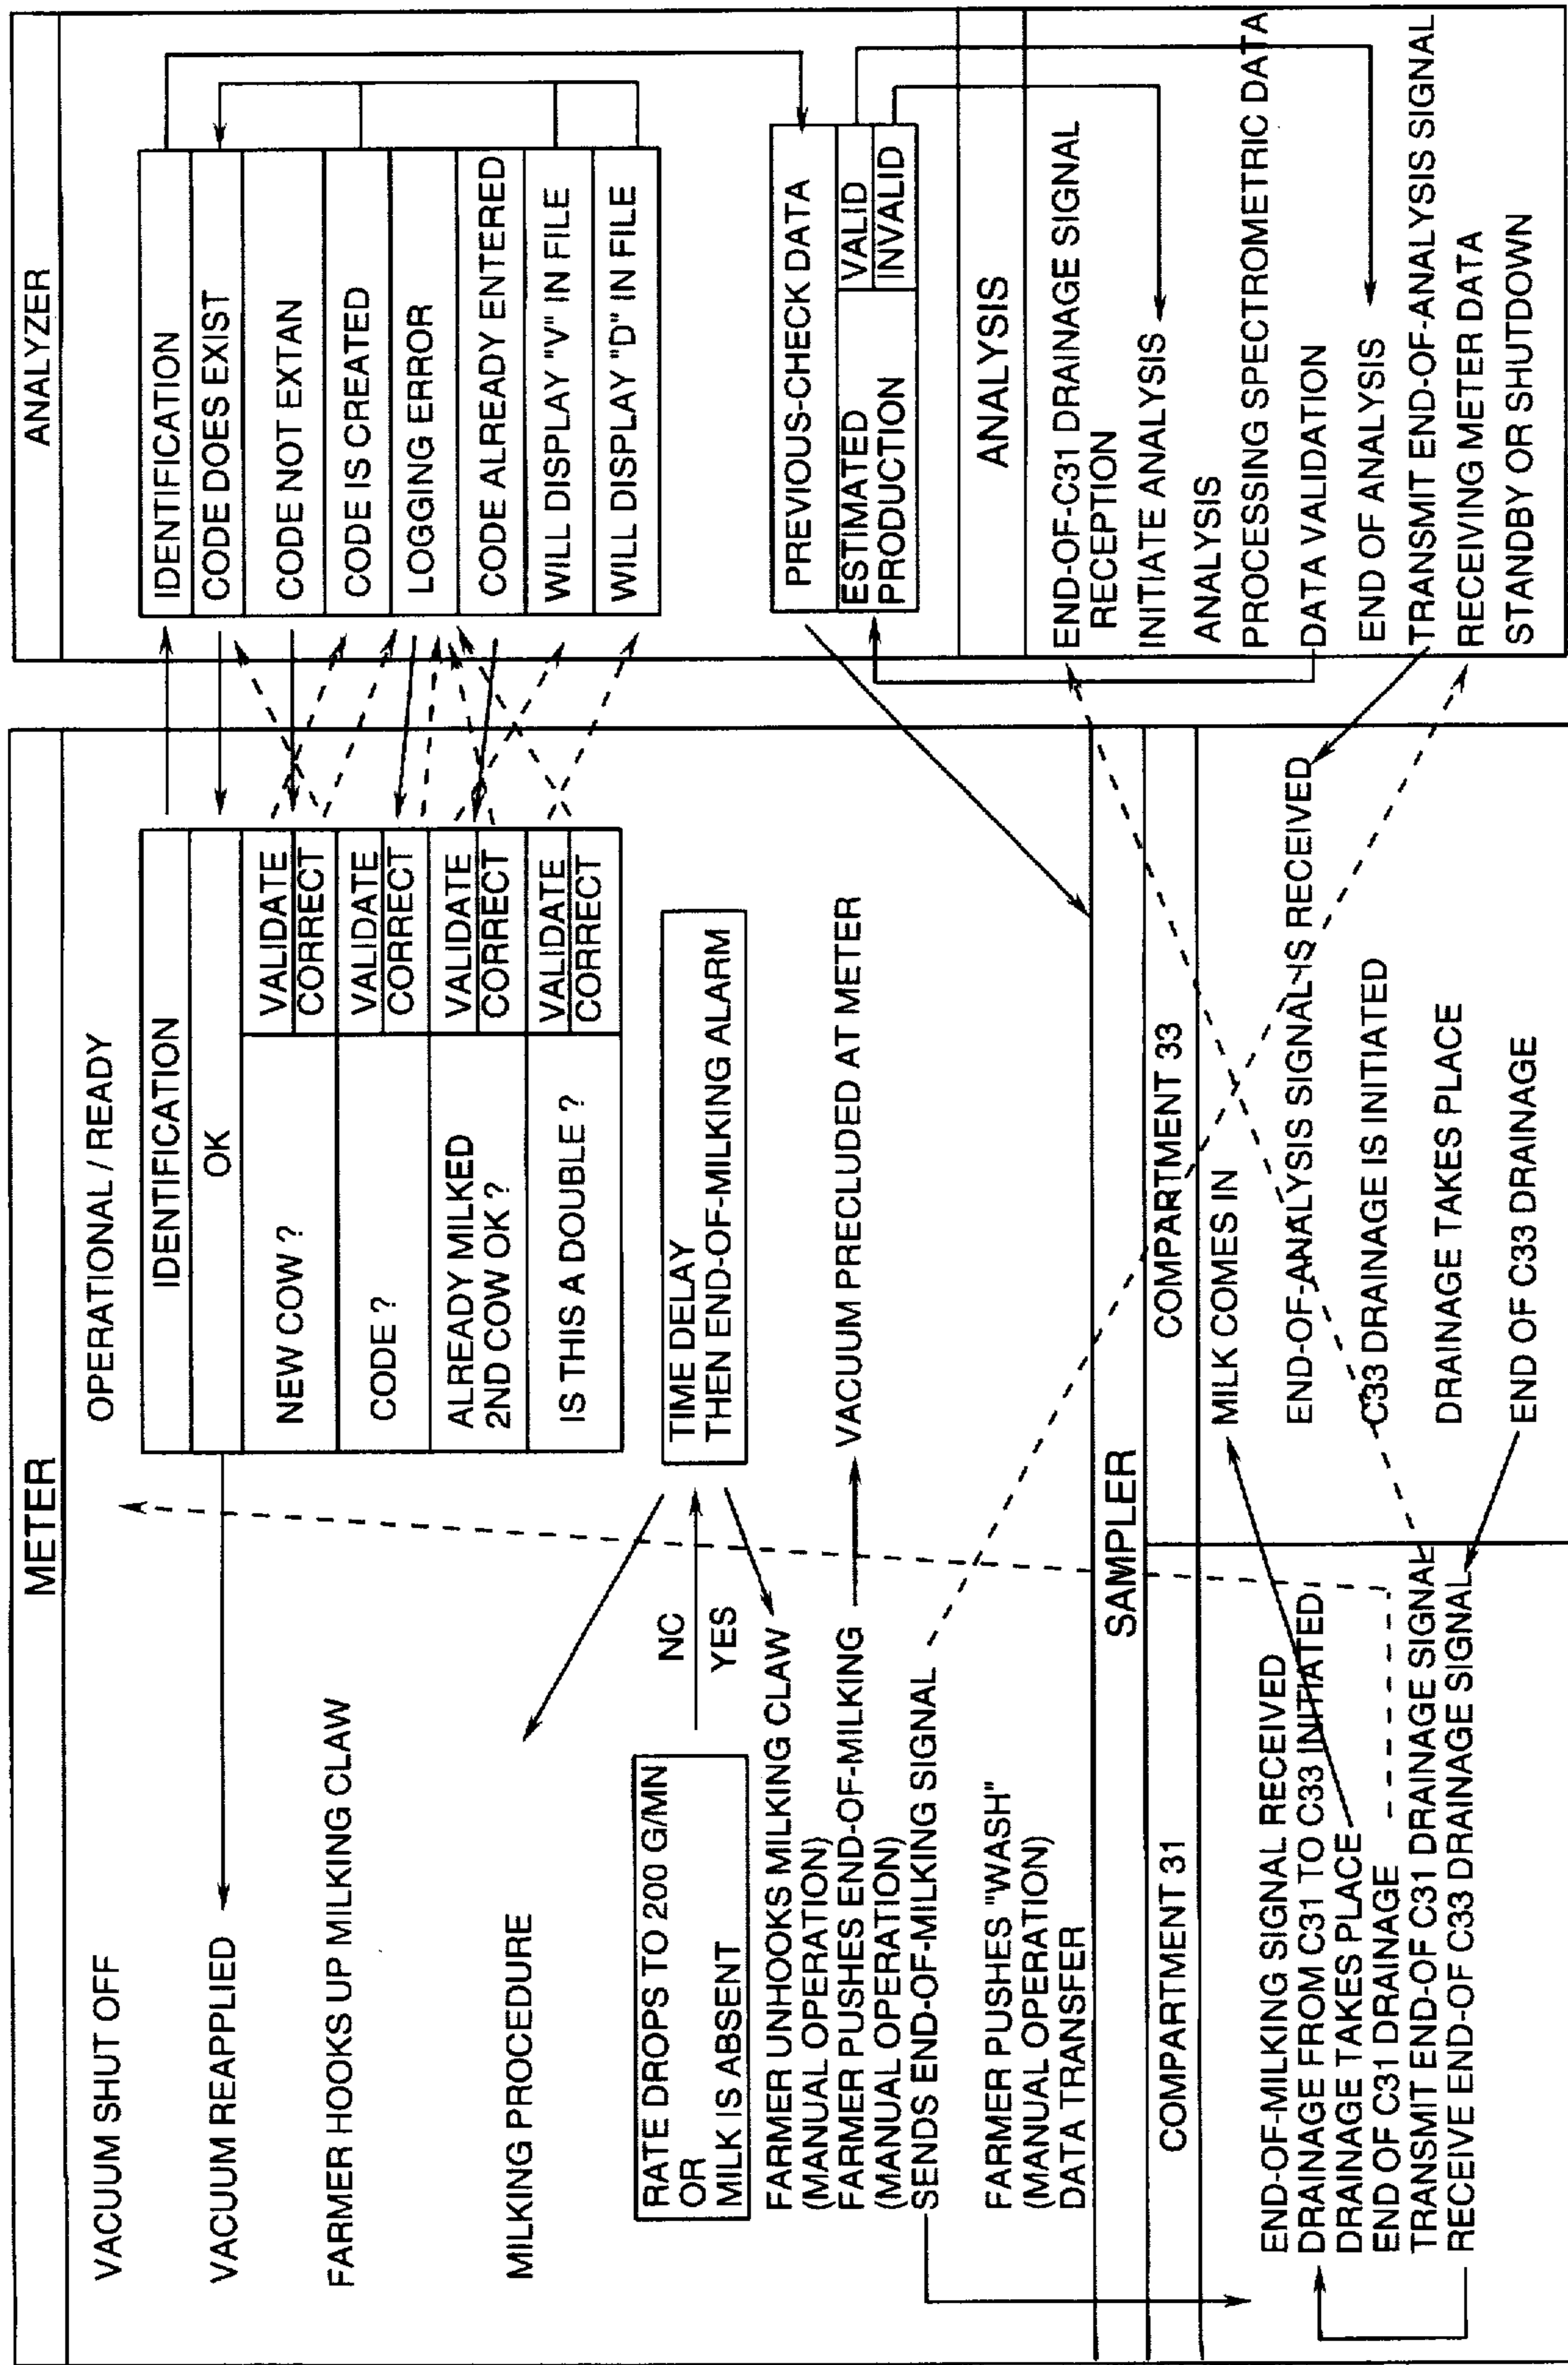 METER
VACUUM SHUT OFF
OPERATIONAL / READY
IDENTIFICATION
OK
VACUUM REAPPLIED
NEW COW ?
VALIDATE
CORRECT
FARMER HOOKS UP MILKING CLAW
CODE ?
VALIDATE
CORRECT
ALREADY MILKED
2ND COW OK ?
VALIDATE
CORRECT
MILKING PROCEDURE
IS THIS A DOUBLE ?
VALIDATE
CORRECT
RATE DROPS TO 200 G/MN
OR
MILK IS ABSENT
NC
YES
TIME DELAY
THEN END-OF-MILKING ALARM
FARMER UNHOOKS MILKING CLAW
(MANUAL OPERATION)
FARMER PUSHES END-OF-MILKING
(MANUAL OPERATION)
SENDS END-OF-MILKING SIGNAL
VACUUM PRECLUDED AT METER
FARMER PUSHES "WASH"
(MANUAL OPERATION)
DATA TRANSFER
SAMPLER
COMPARTMENT 31
END-OF-MILKING SIGNAL RECEIVED
DRAINAGE FROM C31 TO C33 INITIATED
DRAINAGE TAKES PLACE
END OF C31 DRAINAGE
TRANSMIT END-OF C31 DRAINAGE SIGNAL
RECEIVE END-OF C33 DRAINAGE SIGNAL
COMPARTMENT 33
MILK COMES IN
END-OF-ANALYSIS SIGNAL IS RECEIVED
C33 DRAINAGE IS INITIATED
DRAINAGE TAKES PLACE
END OF C33 DRAINAGE
ANALYZER
IDENTIFICATION
CODE DOES EXIST
CODE NOT EXTAN
CODE IS CREATED
LOGGING ERROR
CODE ALREADY ENTERED
WILL DISPLAY "V" IN FILE
WILL DISPLAY "D" IN FILE
PREVIOUS-CHECK DATA
ESTIMATED
PRODUCTION
VALID
INVALID
ANALYSIS
END-OF-C31 DRAINAGE SIGNAL
RECEPTION
INITIATE ANALYSIS
ANALYSIS
PROCESSING SPECTROMETRIC DATA
DATA VALIDATION
END OF ANALYSIS
TRANSMIT END-OF-ANALYSIS SIGNAL
RECEIVING METER DATA
STANDBY OR SHUTDOWN